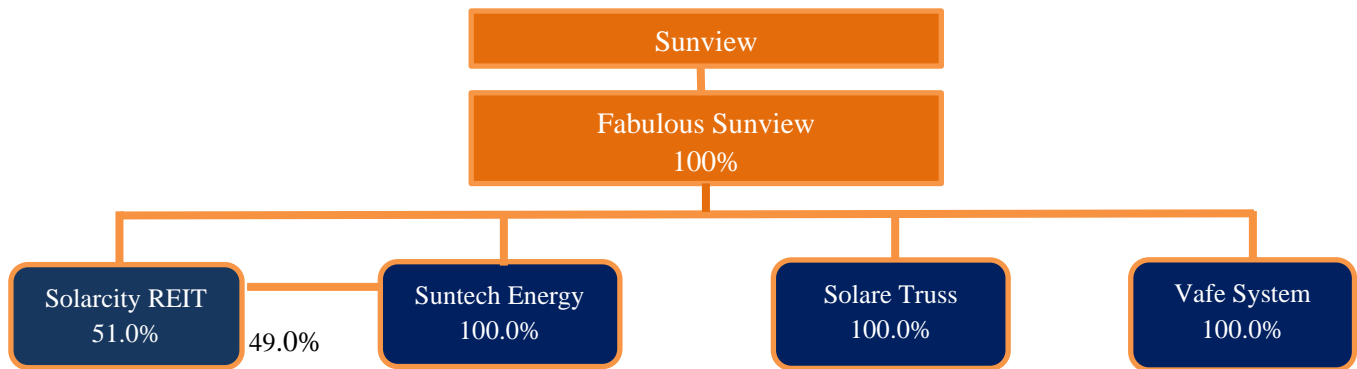 Sunview
Fabulous Sunview
100%
Solarcity REIT
51.0%
49.0%
Suntech Energy
100.0%
Solare Truss
100.0%
Vafe System
100.0%